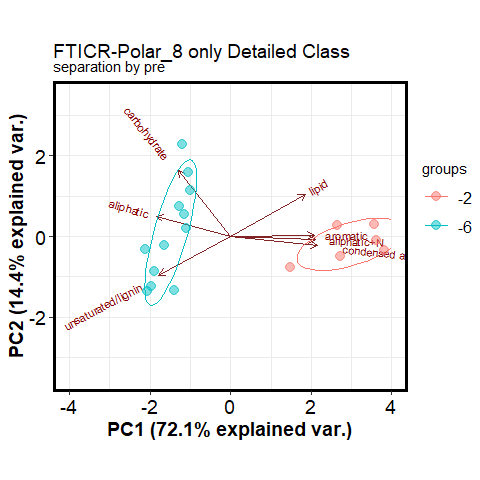 FTICR-Polar_8 only Detailed Class
separation by pre
carbohydrate
aliphatic
lipid
aromatic
aliphatic+N
condensed a
unsaturated/lignin
groups
-2
-6
2
0
-2
-4
-2
0
2
4
PC1 (72.1% explained var.)
PC2 (14.4% explained var.)